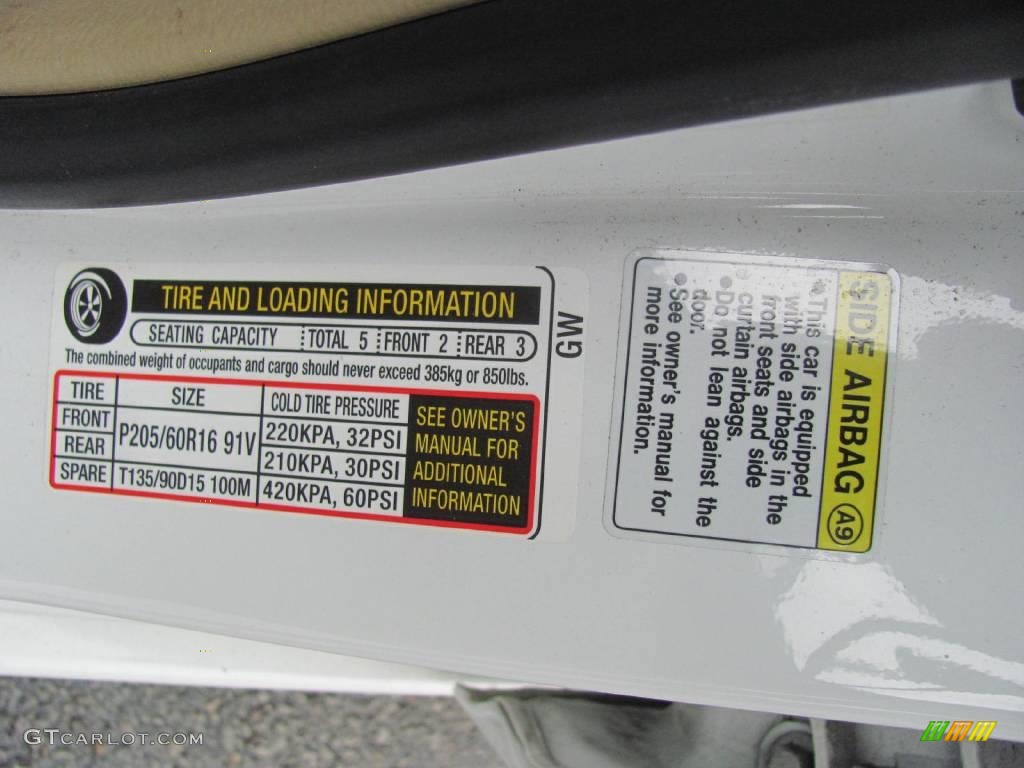 TIRE AND LOADING INFORMATION
SEATING CAPACITY TOTAL 5 FRONT 2 REAR 3
The combined weight of occupants and cargo should never exceed 385kg or 850lbs.
TIRE SIZE COLD TIRE PRESSURE
FRONT P205/60R16 91V 220KPA, 32PSI
REAR 210KPA, 30PSI
SPARE T135/90D15 100M 420KPA, 60PSI
SEE OWNER'S
MANUAL FOR
ADDITIONAL
INFORMATION
GW
SIDE AIRBAG A9
•This car is equipped
with side airbags in the
front seats and side
curtain airbags.
•Do not lean against the
door.
•See owner's manual for
more information.
GTCARLOT.COM